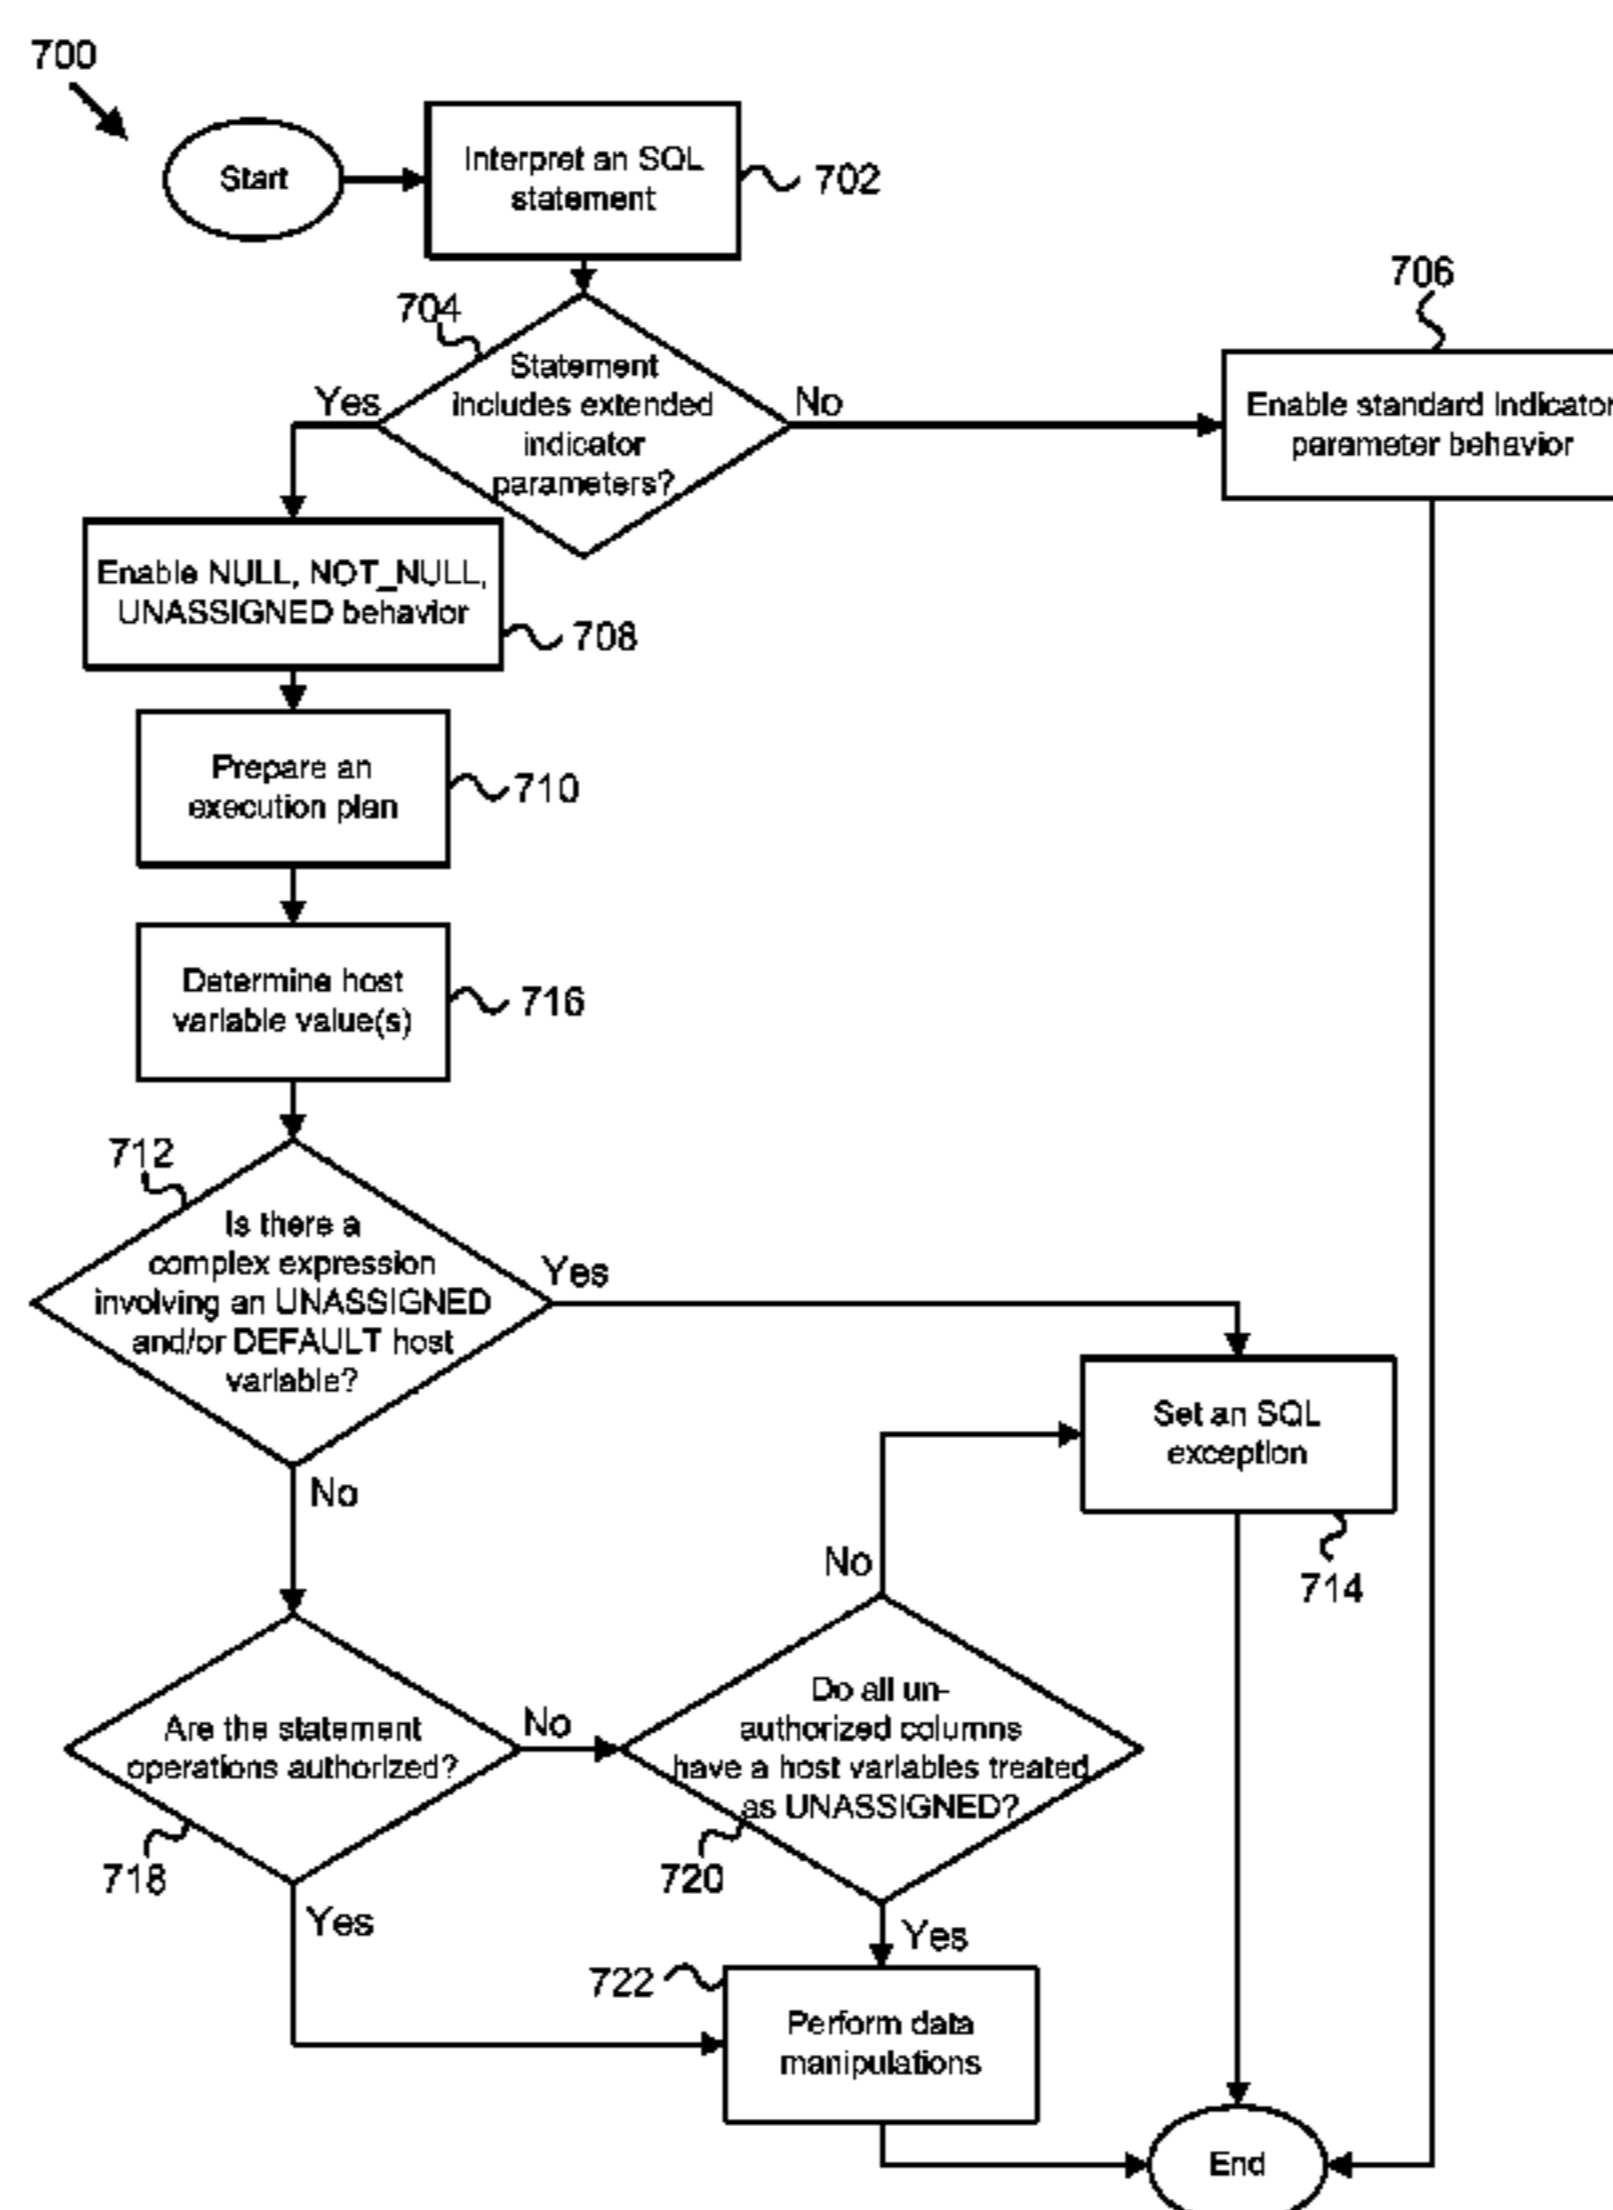 700
Start
Interpret an SQL
statement
702
704
Statement
includes extended
indicator
parameters?
Yes
No
706
Enable standard indicator
parameter behavior
Enable NULL, NOT_NULL,
UNASSIGNED behavior
708
Prepare an
execution plan
710
Determine host
variable value(s)
716
712
Is there a
complex expression
involving an UNASSIGNED
and/or DEFAULT host
variable?
Yes
No
Set an SQL
exception
714
Are the statement
operations authorized?
718
No
Yes
Do all un-
authorized columns
have a host variables treated
as UNASSIGNED?
720
No
Yes
722
Perform data
manipulations
End